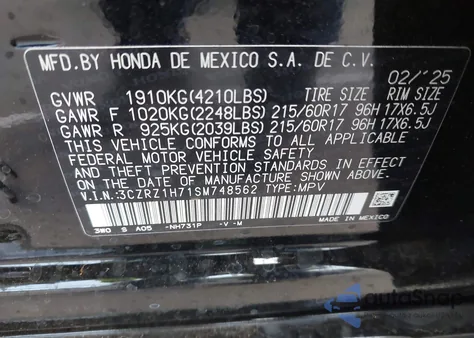 MFD.BY HONDA DE MEXICO S.A. DE C.V.
02/'25
GVWR 1910KG(4210LBS) TIRE SIZE RIM SIZE
GAWR F 1020KG(2248LBS) 215/60R17 96H 17X6.5J
GAWR R 925KG(2039LBS) 215/60R17 96H 17X6.5J
THIS VEHICLE CONFORMS TO ALL APPLICABLE
FEDERAL MOTOR VEHICLE SAFETY
AND THEFT PREVENTION STANDARDS IN EFFECT
ON THE DATE OF MANUFACTURE SHOWN ABOVE.
V.I.N.:3CZRZ1H71SM748562 TYPE:MPV
3W0 S A05 -NH731P -V -M MADE IN MEXICO
autoSnap